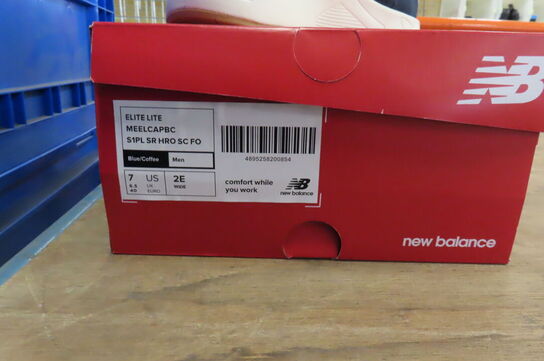 NB
ELITE LITE
MEELCAPBC
S1PL SR HRO SC FO
Blue/Coffee Men
7 US 2E
6.5 UK WIDE
40 EURO
4895258200854
comfort while
you work
NB
new balance
new balance